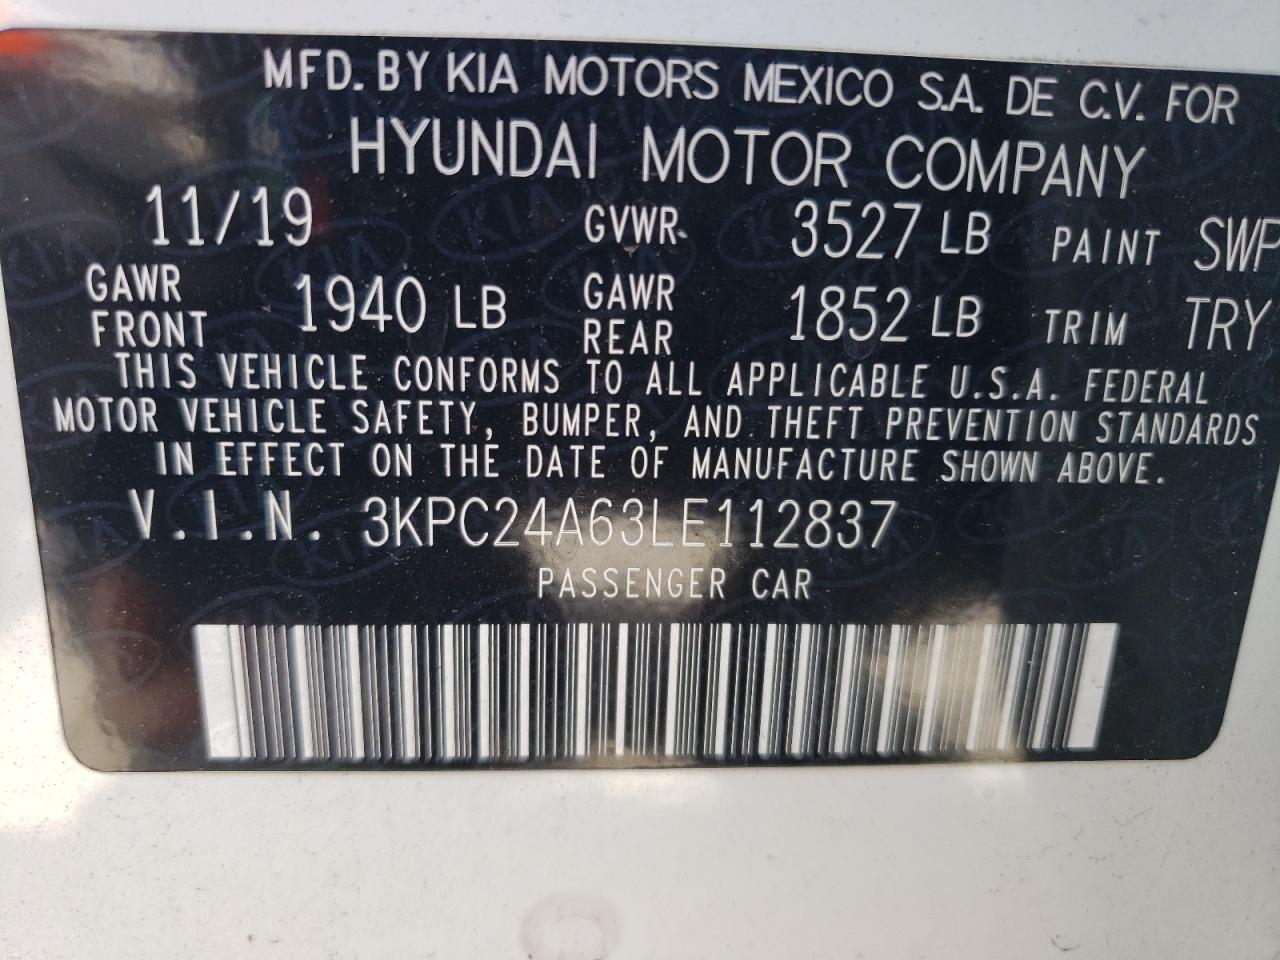 MFD. BY KIA MOTORS MEXICO S.A. DE C.V. FOR
HYUNDAI MOTOR COMPANY
11/19 GVWR 3527 LB PAINT SWP
GAWR FRONT 1940 LB GAWR REAR 1852 LB TRIM TRY
THIS VEHICLE CONFORMS TO ALL APPLICABLE U.S.A. FEDERAL
MOTOR VEHICLE SAFETY, BUMPER, AND THEFT PREVENTION STANDARDS
IN EFFECT ON THE DATE OF MANUFACTURE SHOWN ABOVE.
V.I.N. 3KPC24A63LE112837
PASSENGER CAR